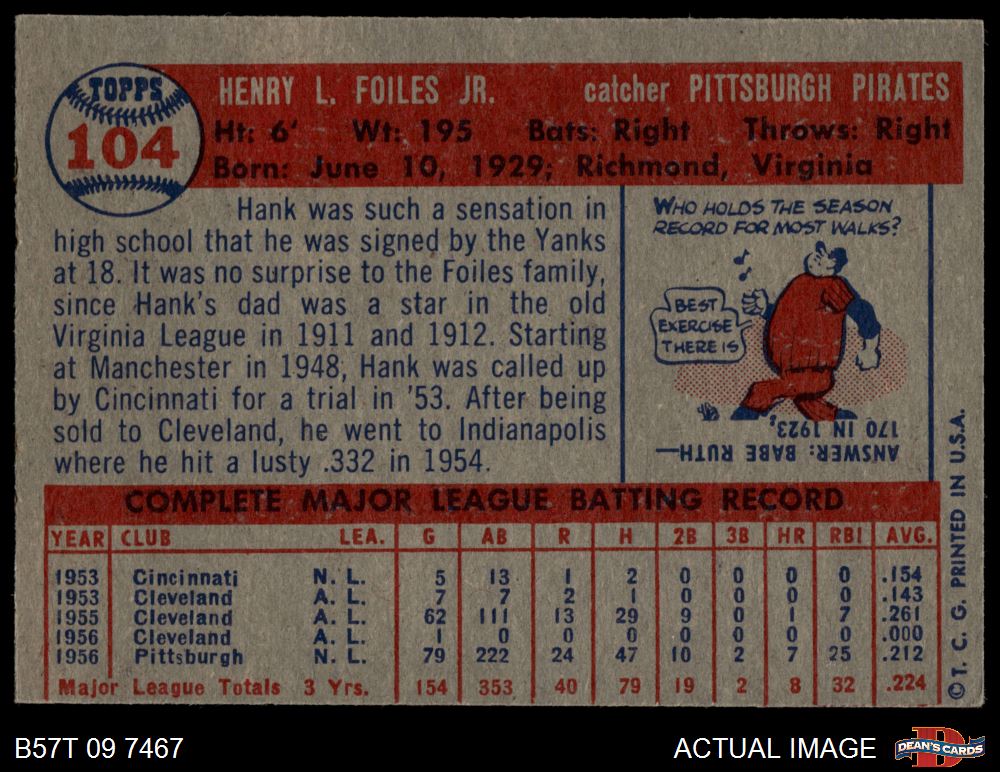 TOPPS
104
HENRY L. FOILES JR. catcher PITTSBURGH PIRATES
Ht: 6' Wt: 195 Bats: Right Throws: Right
Born: June 10, 1929; Richmond, Virginia
Hank was such a sensation in
high school that he was signed by the Yanks
at 18. It was no surprise to the Foiles family,
since Hank's dad was a star in the old
Virginia League in 1911 and 1912. Starting
at Manchester in 1948, Hank was called up
by Cincinnati for a trial in '53. After being
sold to Cleveland, he went to Indianapolis
where he hit a lusty .332 in 1954.
WHO HOLDS THE SEASON
RECORD FOR MOST WALKS?
BEST
EXERCISE
THERE IS
ANSWER: BABE RUTH—
170 IN 1923,
COMPLETE MAJOR LEAGUE BATTING RECORD
YEAR CLUB LEA. G AB R H 2B 3B HR RBI AVG.
1953 Cincinnati N. L. 5 13 1 2 0 0 0 0 .154
1953 Cleveland A. L. 7 7 2 1 0 0 0 0 .143
1955 Cleveland A. L. 62 111 13 29 9 0 1 7 .261
1956 Cleveland A. L. 1 0 0 0 0 0 0 0 .000
1956 Pittsburgh N. L. 79 222 24 47 10 2 7 25 .212
Major League Totals 3 Yrs. 154 353 40 79 19 2 8 32 .224
© T. C. G. PRINTED IN U.S.A.
B57T 09 7467
ACTUAL IMAGE
DEAN'S CARDS